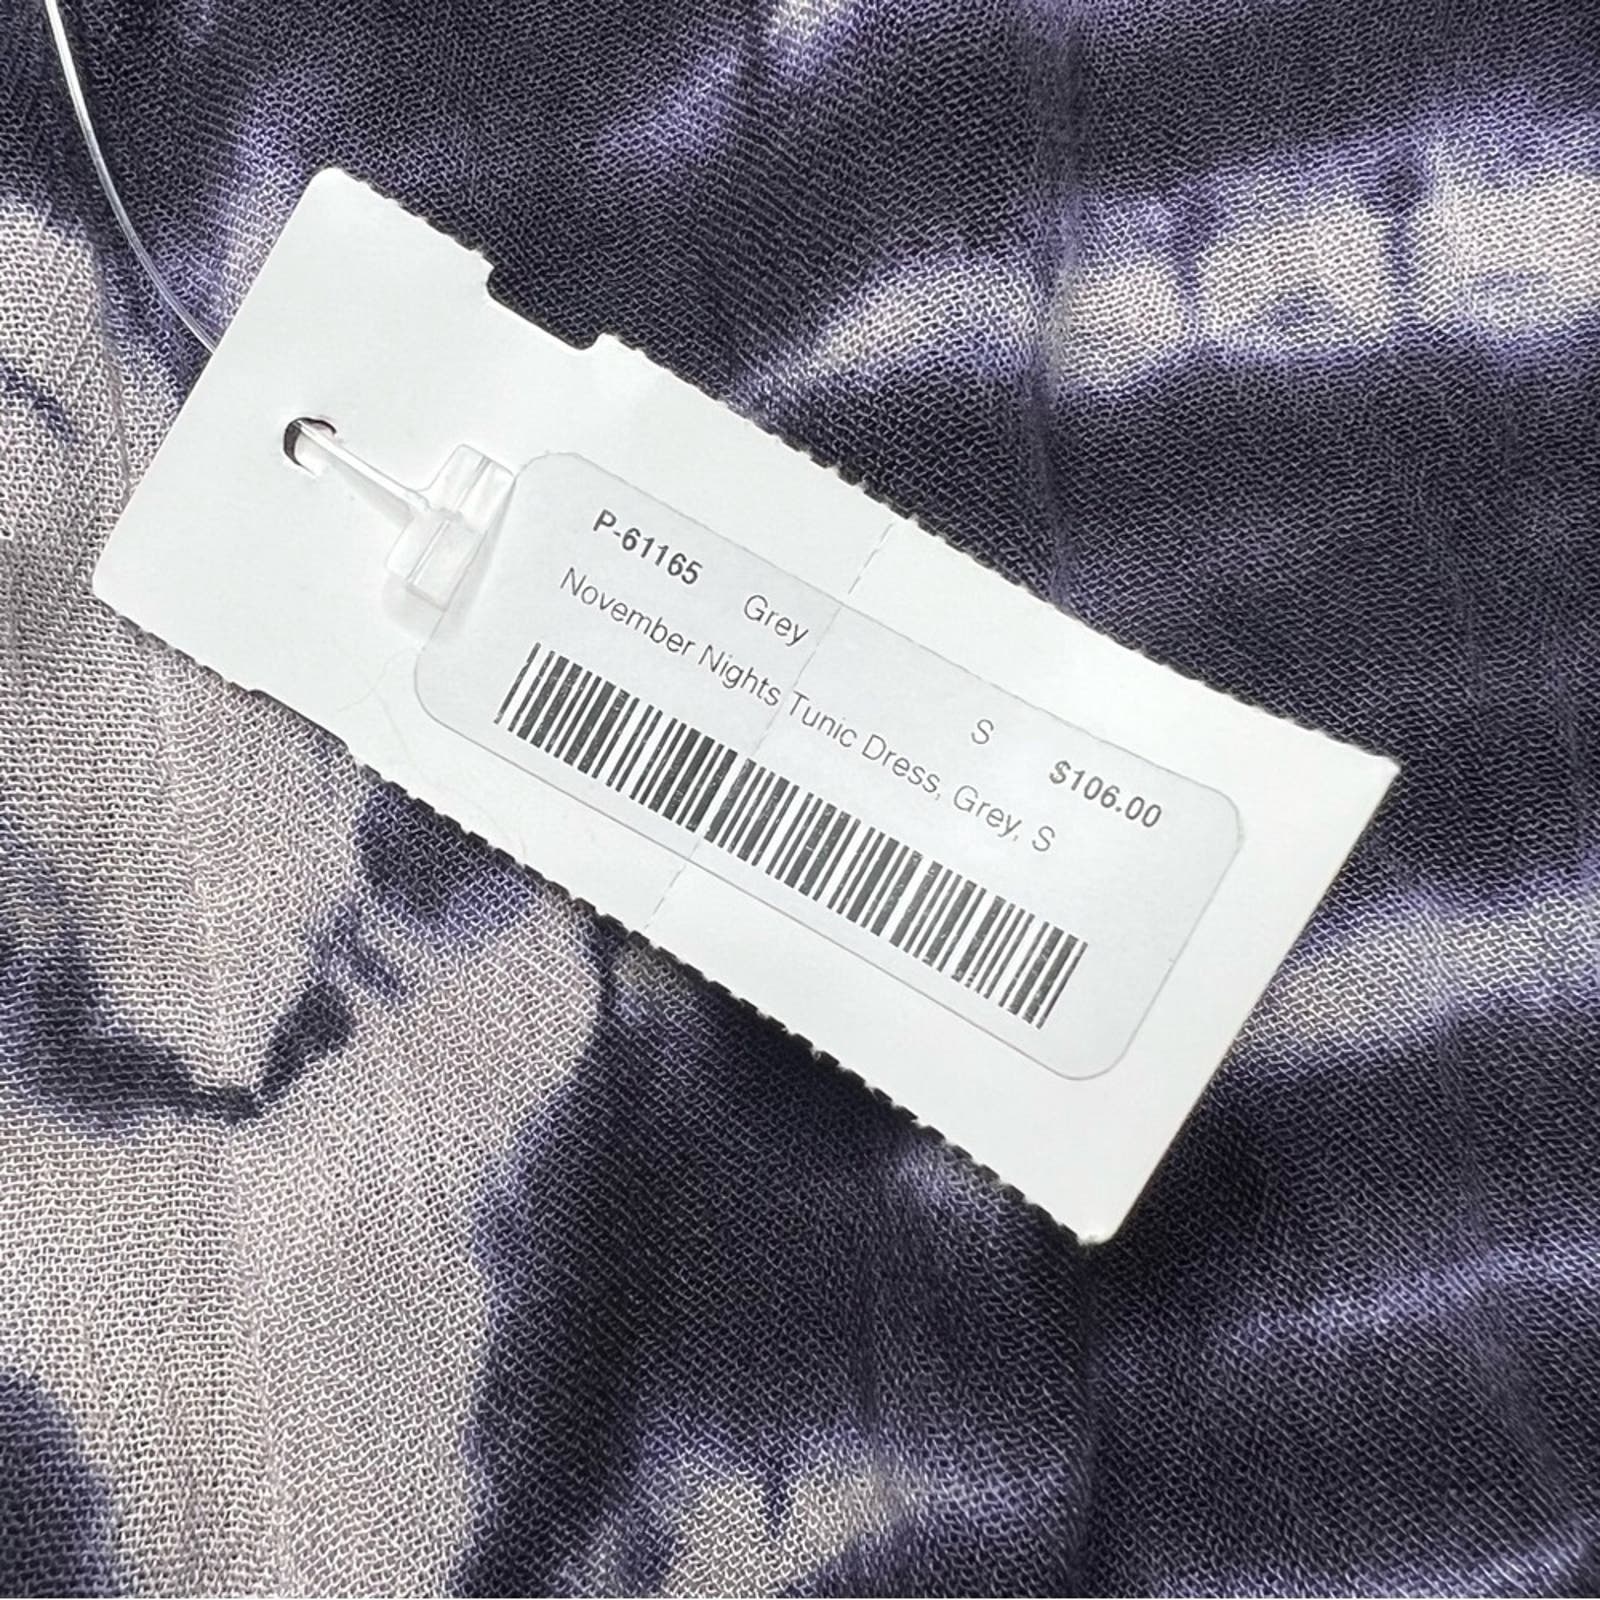 P-61165 Grey S $106.00
November Nights Tunic Dress, Grey, S